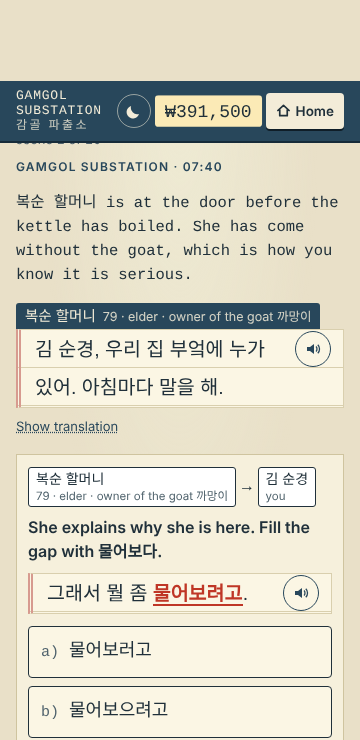 GAMGOL
SUBSTATION
감골 파출소
₩391,500
Home
GAMGOL SUBSTATION · 07:40
복순 할머니 is at the door before the
kettle has boiled. She has come
without the goat, which is how you
know it is serious.
복순 할머니 79 · elder · owner of the goat 까망이
김 순경, 우리 집 부엌에 누가
있어. 아침마다 말을 해.
Show translation
복순 할머니
79 · elder · owner of the goat 까망이
→
김 순경
you
She explains why she is here. Fill the
gap with 물어보다.
그래서 뭘 좀 물어보려고.
a) 물어보러고
b) 물어보으려고